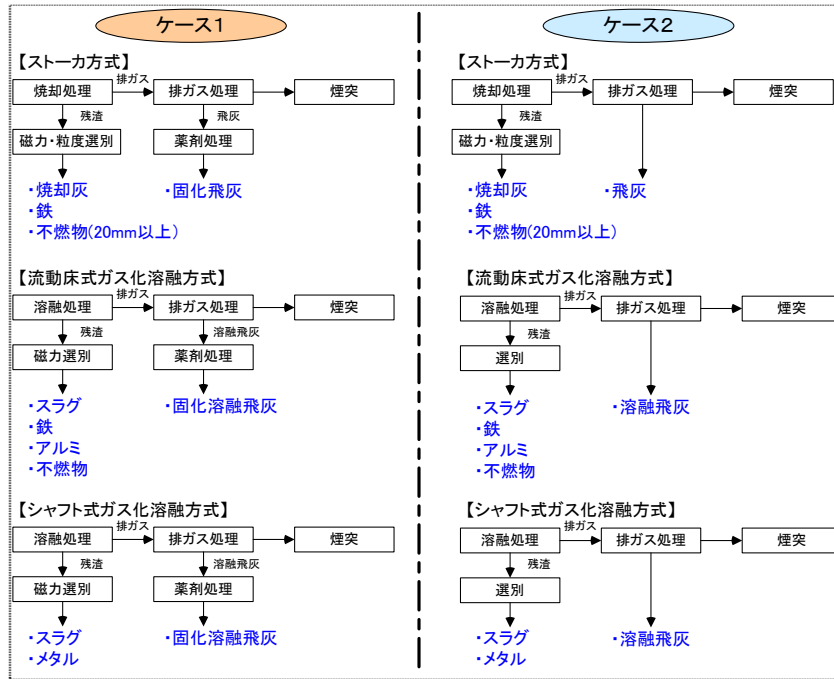 ケース1
【ストーカ方式】
焼却処理
排ガス
排ガス処理
煙突
残渣
飛灰
磁力・粒度選別
薬剤処理
・焼却灰
・鉄
・不燃物(20mm以上)
・固化飛灰
【流動床式ガス化溶融方式】
溶融処理
排ガス
排ガス処理
煙突
残渣
溶融飛灰
磁力選別
薬剤処理
・スラグ
・鉄
・アルミ
・不燃物
・固化溶融飛灰
【シャフト式ガス化溶融方式】
溶融処理
排ガス
排ガス処理
煙突
残渣
溶融飛灰
磁力選別
薬剤処理
・スラグ
・メタル
・固化溶融飛灰
ケース2
【ストーカ方式】
焼却処理
排ガス
排ガス処理
煙突
残渣
磁力・粒度選別
・焼却灰
・鉄
・不燃物(20mm以上)
・飛灰
【流動床式ガス化溶融方式】
溶融処理
排ガス
排ガス処理
煙突
残渣
選別
・スラグ
・鉄
・アルミ
・不燃物
・溶融飛灰
【シャフト式ガス化溶融方式】
溶融処理
排ガス
排ガス処理
煙突
残渣
選別
・スラグ
・メタル
・溶融飛灰